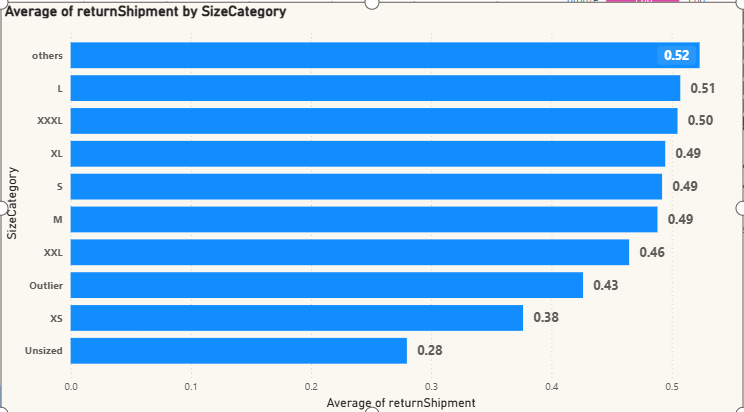 Average of returnShipment by SizeCategory
SizeCategory
others 0.52
L 0.51
XXXL 0.50
XL 0.49
S 0.49
M 0.49
XXL 0.46
Outlier 0.43
XS 0.38
Unsized 0.28
0.0 0.1 0.2 0.3 0.4 0.5
Average of returnShipment